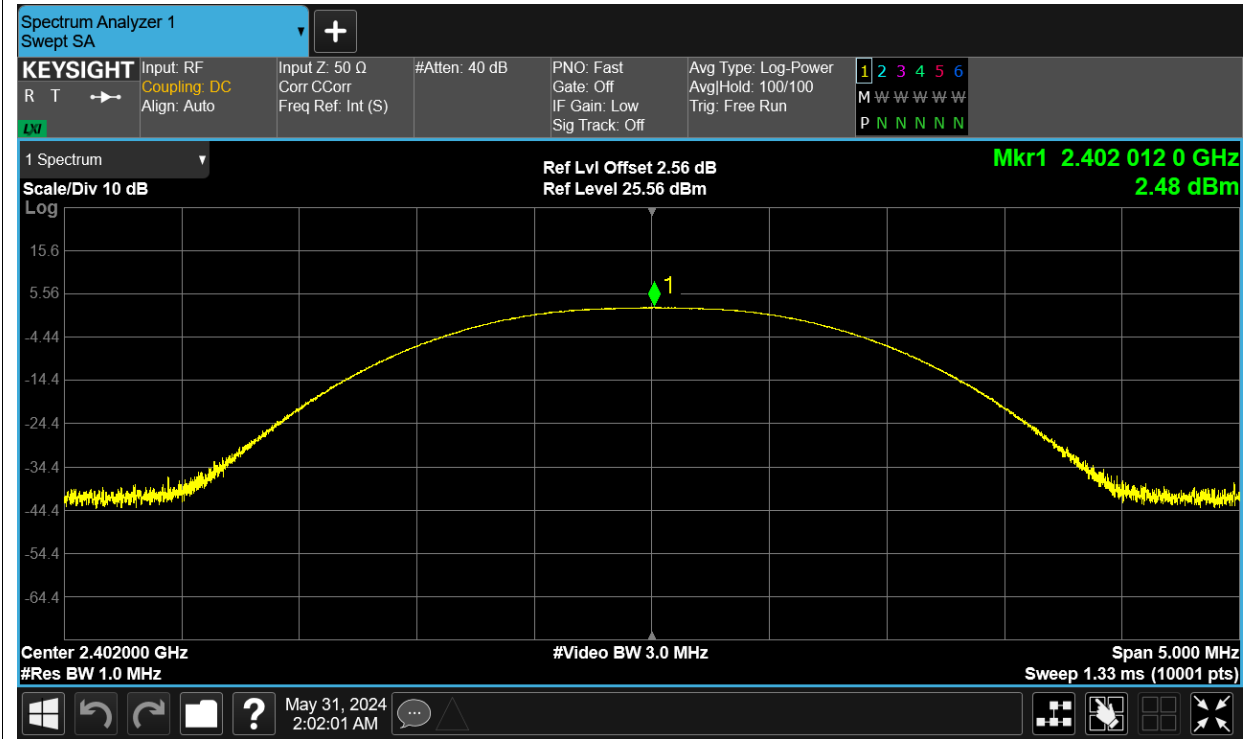 Spectrum Analyzer 1
Swept SA
KEYSIGHT
R T
LXI
Input: RF
Coupling: DC
Align: Auto
Input Z: 50 Ω
Corr CCorr
Freq Ref: Int (S)
#Atten: 40 dB
PNO: Fast
Gate: Off
IF Gain: Low
Sig Track: Off
Avg Type: Log-Power
Avg|Hold: 100/100
Trig: Free Run
1 2 3 4 5 6
M W W W W W
P N N N N N
1 Spectrum
Scale/Div 10 dB
Ref Lvl Offset 2.56 dB
Ref Level 25.56 dBm
Mkr1 2.402 012 0 GHz
2.48 dBm
Log
15.6
5.56
-4.44
-14.4
-24.4
-34.4
-44.4
-54.4
-64.4
1
Center 2.402000 GHz
#Res BW 1.0 MHz
#Video BW 3.0 MHz
Span 5.000 MHz
Sweep 1.33 ms (10001 pts)
?
May 31, 2024
2:02:01 AM